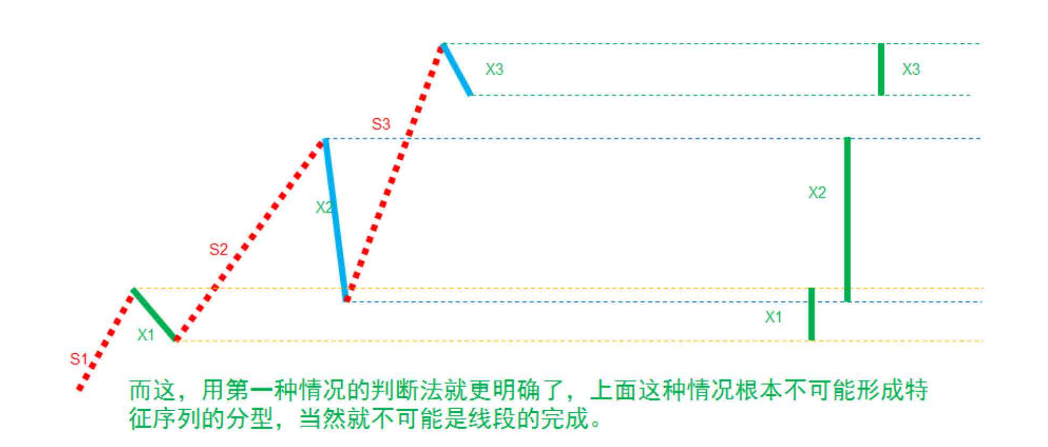 X3
X3
S3
X2
X2
S2
X1
X1
S1
而这，用第一种情况的判断法就更明确了，上面这种情况根本不可能形成特
征序列的分型，当然就不可能是线段的完成。